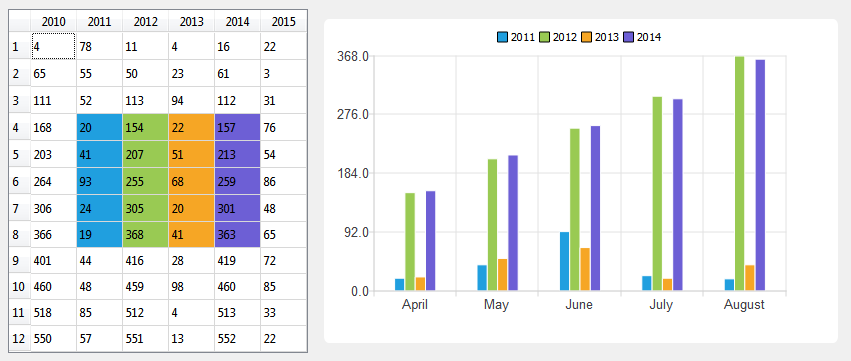 2010 2011 2012 2013 2014 2015
1 4 78 11 4 16 22
2 65 55 50 23 61 3
3 111 52 113 94 112 31
4 168 20 154 22 157 76
5 203 41 207 51 213 54
6 264 93 255 68 259 86
7 306 24 305 20 301 48
8 366 19 368 41 363 65
9 401 44 416 28 419 72
10 460 48 459 98 460 85
11 518 85 512 4 513 33
12 550 57 551 13 552 22
2011 2012 2013 2014
368.0
276.0
184.0
92.0
0.0
April May June July August